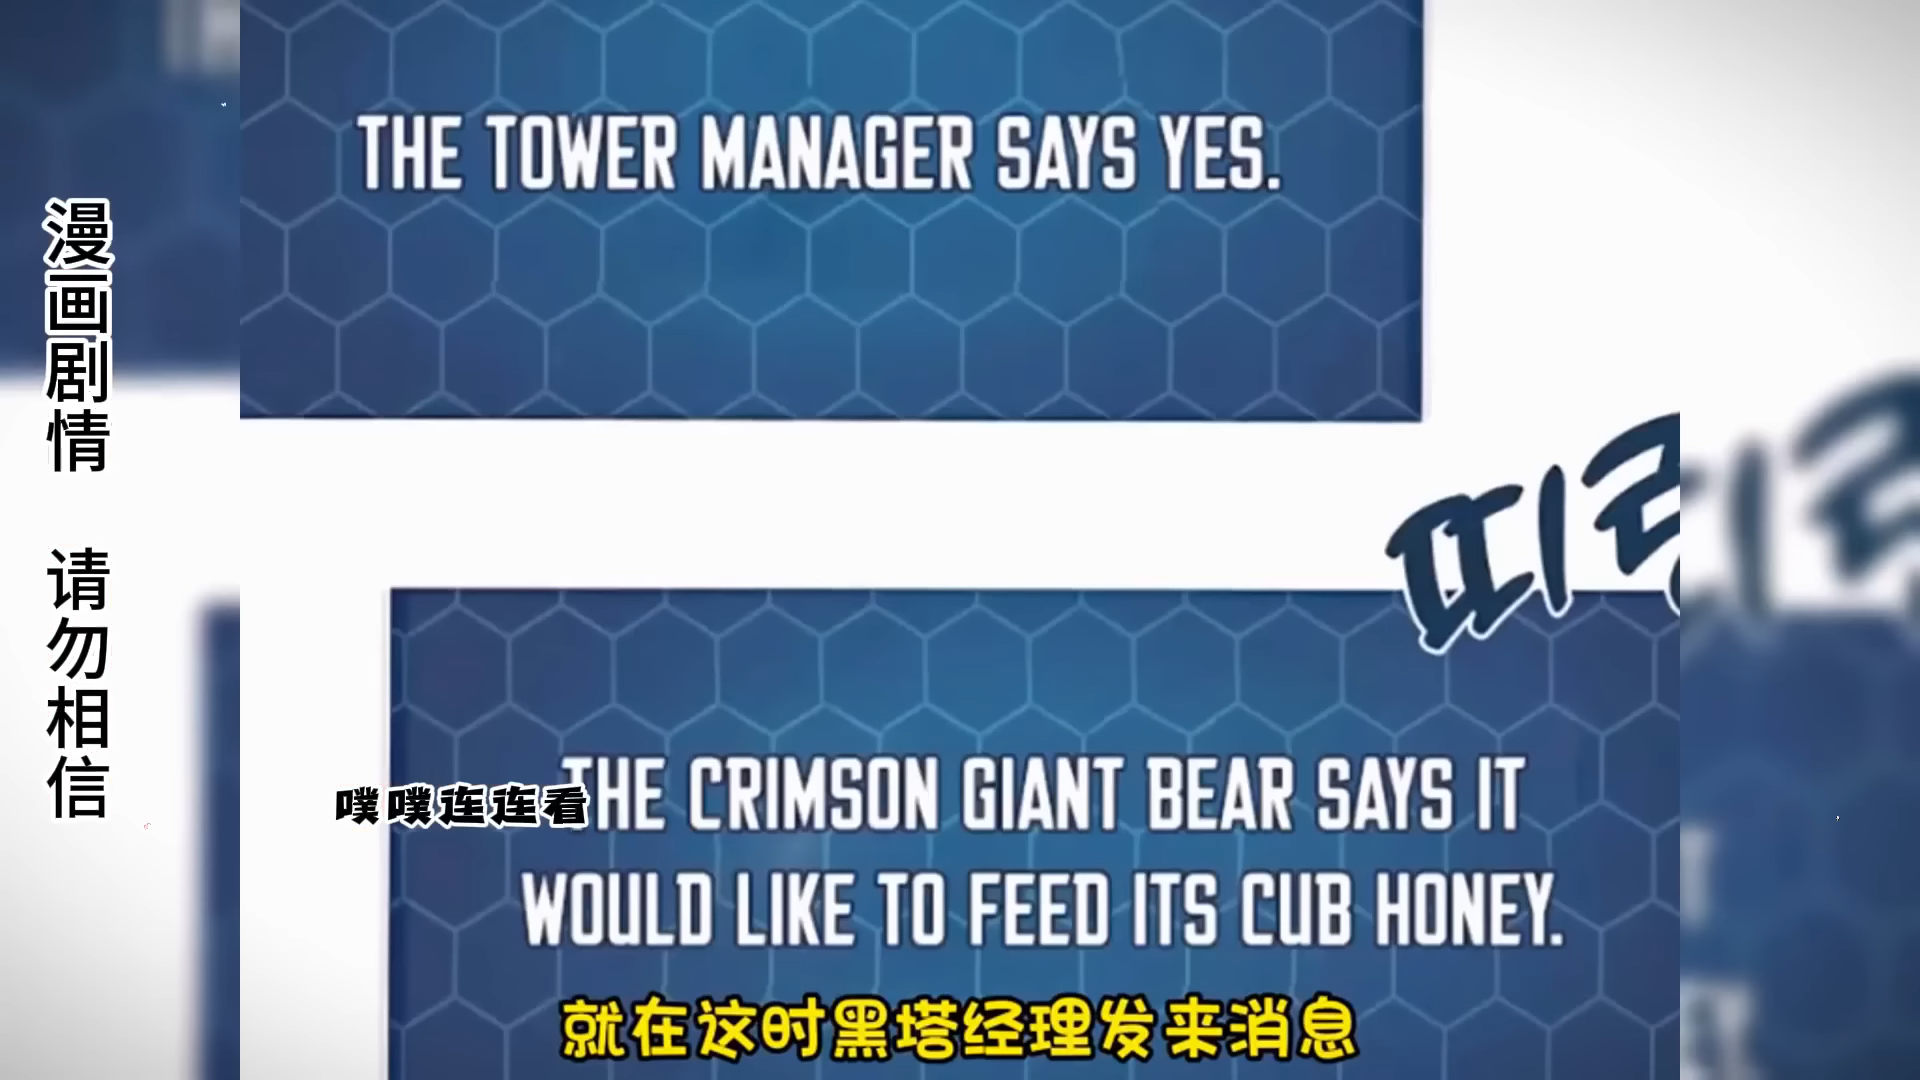 THE TOWER MANAGER SAYS YES.
漫画剧情 请勿相信
띠링
THE CRIMSON GIANT BEAR SAYS IT
WOULD LIKE TO FEED ITS CUB HONEY.
噗噗连连看
就在这时黑塔经理发来消息